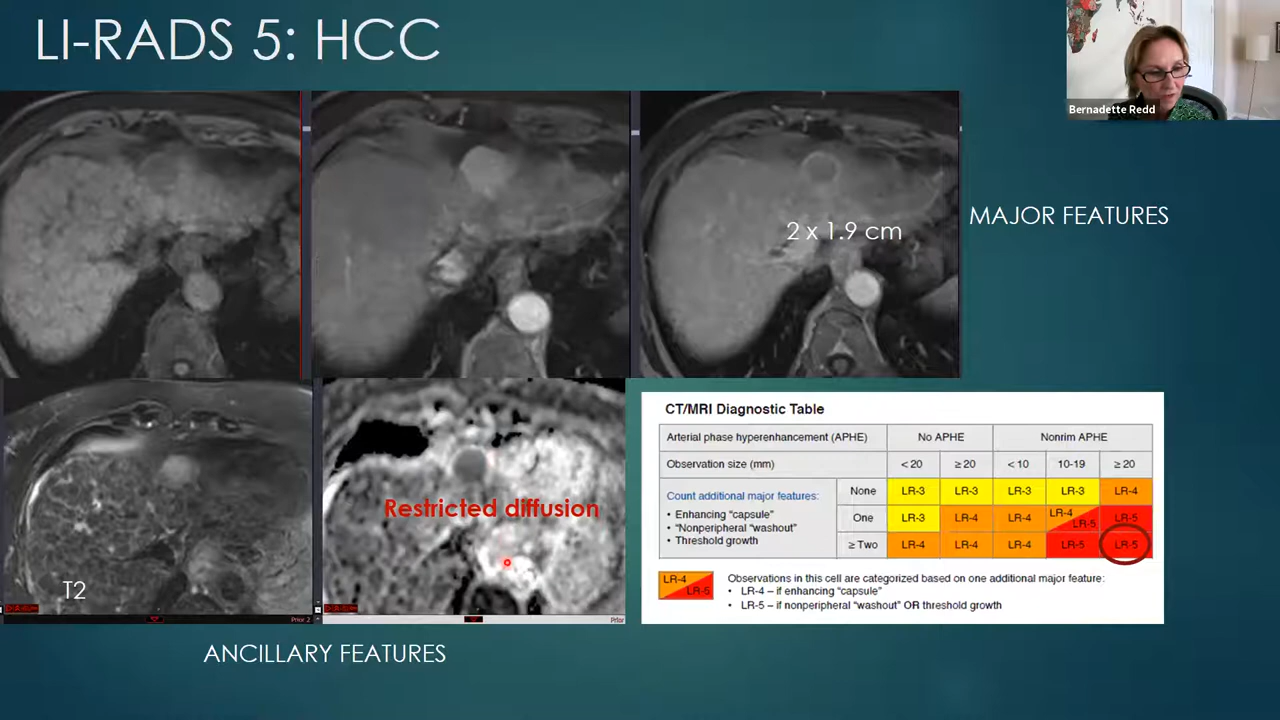 LI-RADS 5: HCC
Bernadette Redd
MAJOR FEATURES
2 x 1.9 cm
Restricted diffusion
T2
Prior 2
Prior
ANCILLARY FEATURES
CT/MRI Diagnostic Table
Arterial phase hyperenhancement (APHE) No APHE Nonrim APHE
Observation size (mm) < 20 ≥ 20 < 10 10-19 ≥ 20
Count additional major features:
• Enhancing “capsule”
• “Nonperipheral “washout”
• Threshold growth
None LR-3 LR-3 LR-3 LR-3 LR-4
One LR-3 LR-4 LR-4 LR-4 LR-5 LR-5
≥ Two LR-4 LR-4 LR-4 LR-5 LR-5
LR-4 LR-5
Observations in this cell are categorized based on one additional major feature:
• LR-4 – if enhancing “capsule”
• LR-5 – if nonperipheral “washout” OR threshold growth